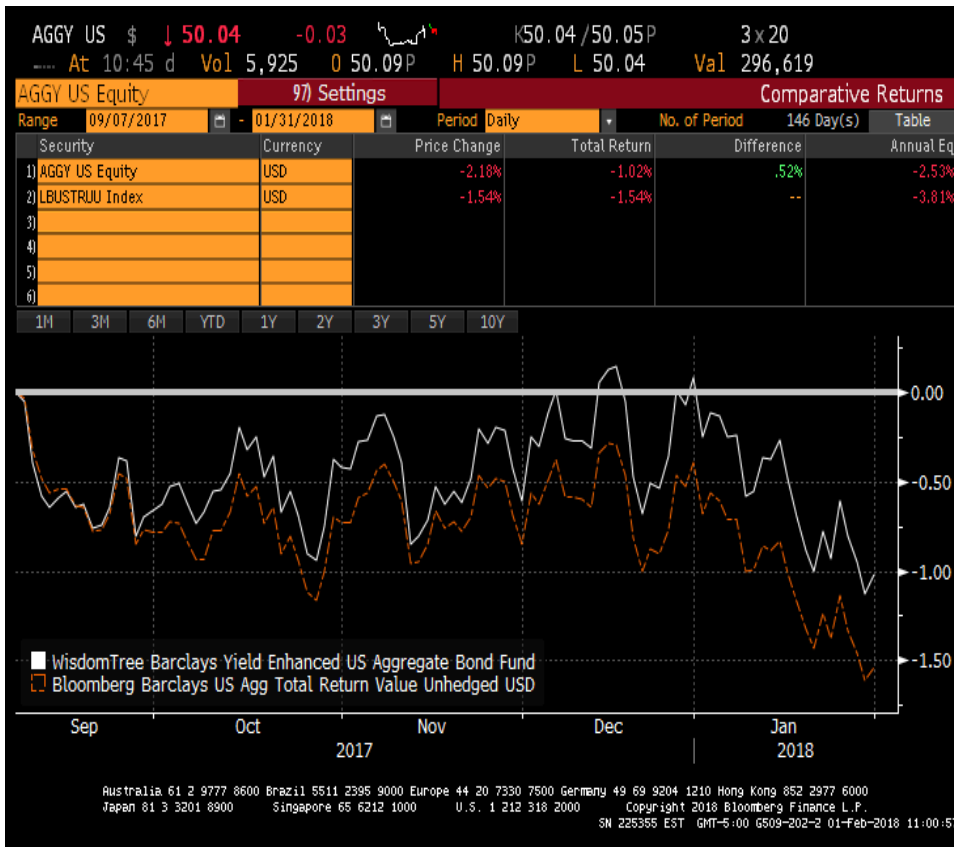 AGGY US $ ↓ 50.04 -0.03 K50.04/50.05P 3x20
At 10:45 d Vol 5,925 O 50.09P H 50.09P L 50.04 Val 296,619
AGGY US Equity 97) Settings Comparative Returns
Range 09/07/2017 - 01/31/2018 Period Daily No. of Period 146 Day(s) Table
Security Currency Price Change Total Return Difference Annual Eq
1) AGGY US Equity USD -2.18% -1.02% .52% -2.53%
2) LBUSTRUU Index USD -1.54% -1.54% -- -3.81%
3)
4)
5)
6)
1M 3M 6M YTD 1Y 2Y 3Y 5Y 10Y
0.00
-0.50
-1.00
-1.50
WisdomTree Barclays Yield Enhanced US Aggregate Bond Fund
Bloomberg Barclays US Agg Total Return Value Unhedged USD
Sep Oct Nov Dec Jan
2017 2018
Australia 61 2 9777 8600 Brazil 5511 2395 9000 Europe 44 20 7330 7500 Germany 49 69 9204 1210 Hong Kong 852 2977 6000
Japan 81 3 3201 8900 Singapore 65 6212 1000 U.S. 1 212 318 2000 Copyright 2018 Bloomberg Finance L.P.
SN 225355 EST GMT-5:00 G509-202-2 01-Feb-2018 11:00:57